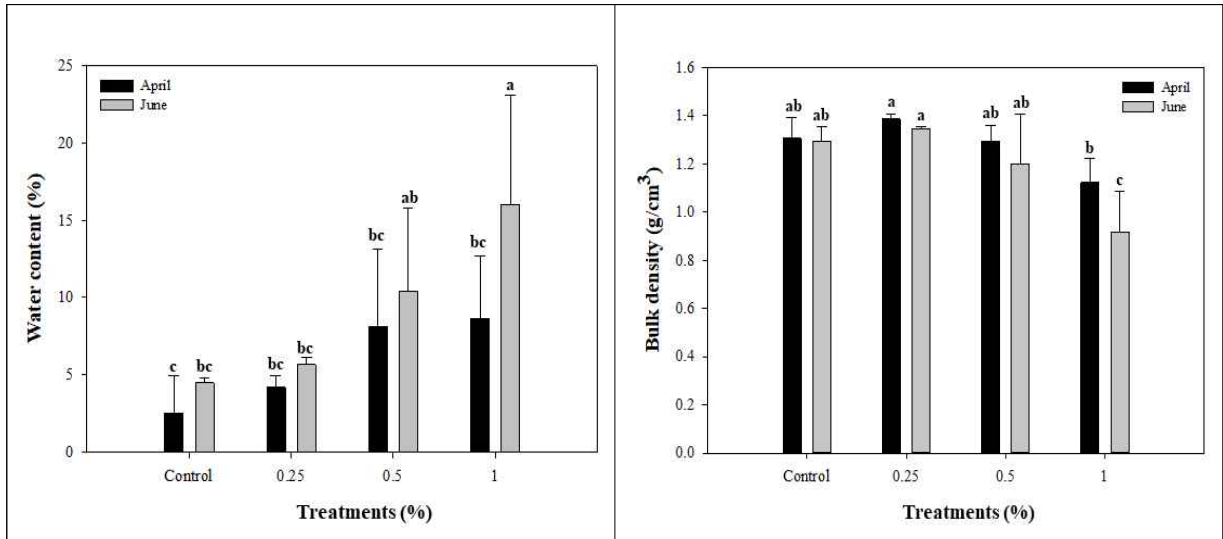 25
20
15
10
5
0
Water content (%)
April
June
c
bc
bc
bc
bc
ab
bc
a
Control
0.25
0.5
1
Treatments (%)
1.6
1.4
1.2
1.0
0.8
0.6
0.4
0.2
0.0
Bulk density (g/cm³)
April
June
ab
ab
a
a
ab
ab
b
c
Control
0.25
0.5
1
Treatments (%)